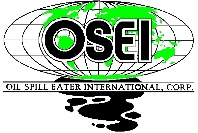 OSEI
OIL SPILL EATER INTERNATIONAL, CORP.